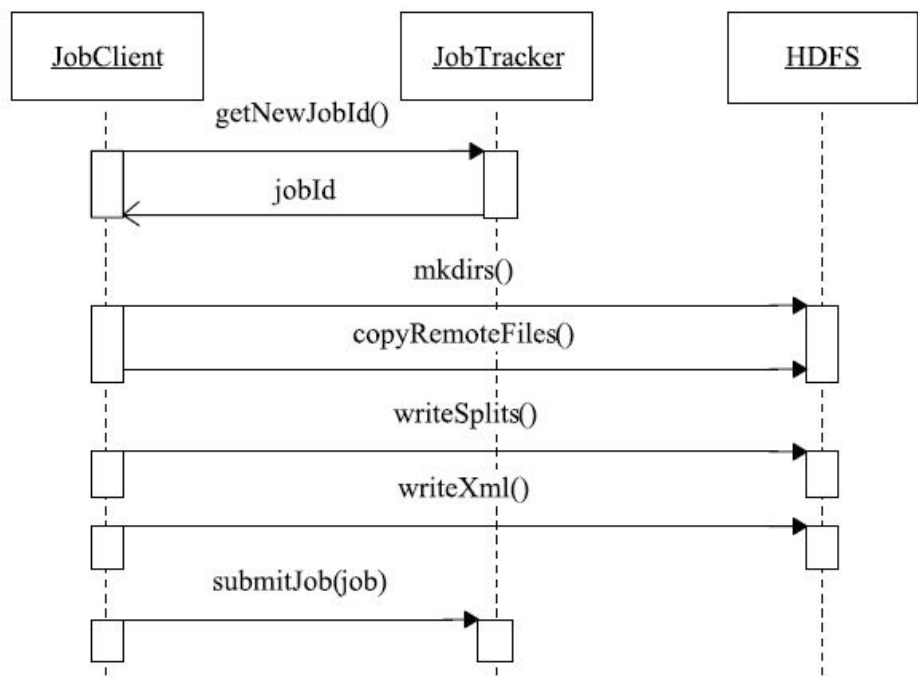 JobClient
JobTracker
HDFS
getNewJobId()
jobId
mkdirs()
copyRemoteFiles()
writeSplits()
writeXml()
submitJob(job)